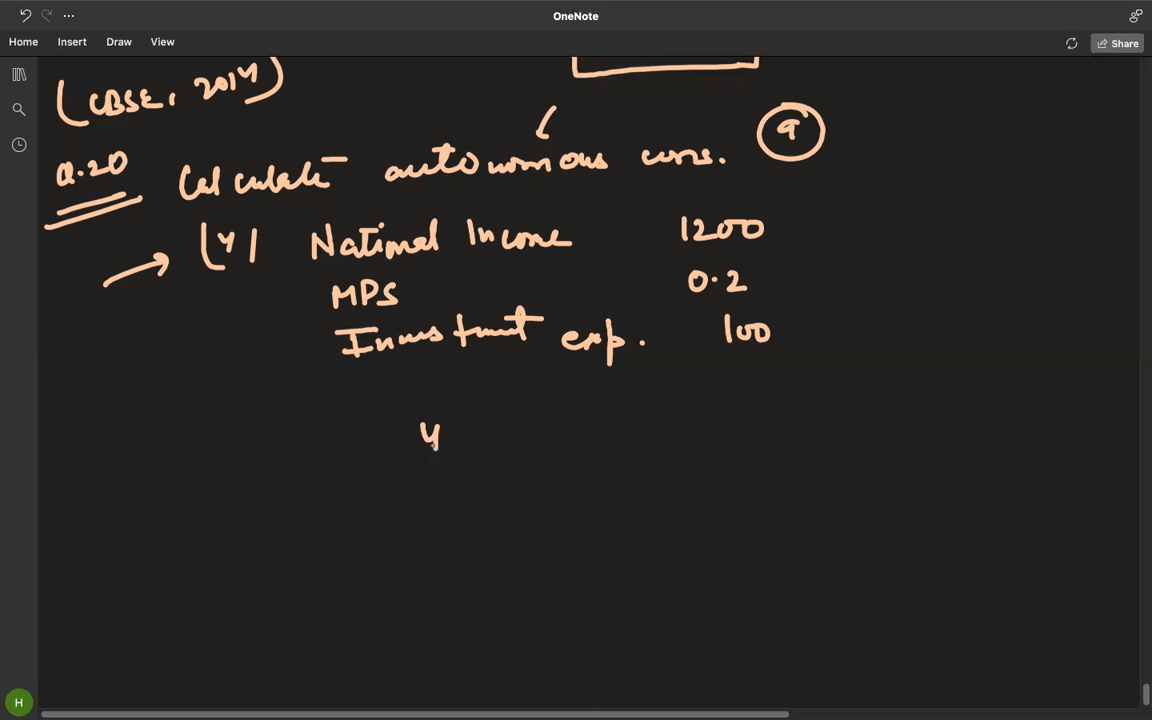 OneNote
Home Insert Draw View Share
(CBSE, 2014)
Q.20 Calculate autonomous cons. a
(Y) National Income 1200
MPS 0.2
Investment exp. 100
Y
H